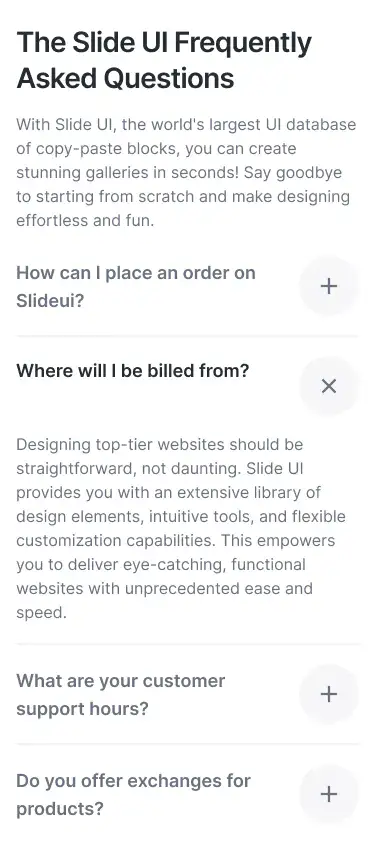 The Slide UI Frequently
Asked Questions
With Slide UI, the world's largest UI database
of copy-paste blocks, you can create
stunning galleries in seconds! Say goodbye
to starting from scratch and make designing
effortless and fun.
How can I place an order on
Slideui?
Where will I be billed from?
Designing top-tier websites should be
straightforward, not daunting. Slide UI
provides you with an extensive library of
design elements, intuitive tools, and flexible
customization capabilities. This empowers
you to deliver eye-catching, functional
websites with unprecedented ease and
speed.
What are your customer
support hours?
Do you offer exchanges for
products?